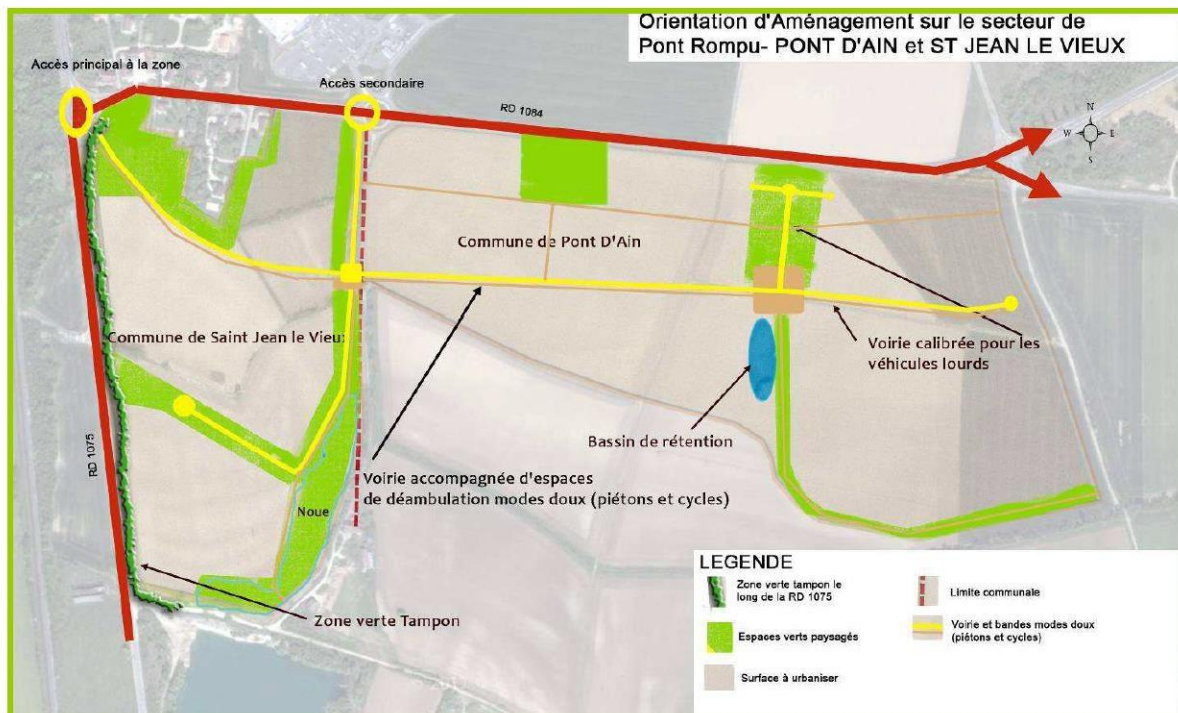 Orientation d'Aménagement sur le secteur de
Pont Rompu- PONT D'AIN et ST JEAN LE VIEUX
Accès principal à la zone
Accès secondaire
RD 1084
N
W
E
S
Commune de Pont D'Ain
Commune de Saint Jean le Vieux
Voirie calibrée pour les
véhicules lourds
Bassin de rétention
RD 1075
Voirie accompagnée d'espaces
de déambulation modes doux (piétons et cycles)
Noue
Zone verte Tampon
LEGENDE
Zone verte tampon le
long de la RD 1075
Limite communale
Espaces verts paysagés
Voirie et bandes modes doux
(piétons et cycles)
Surface à urbaniser